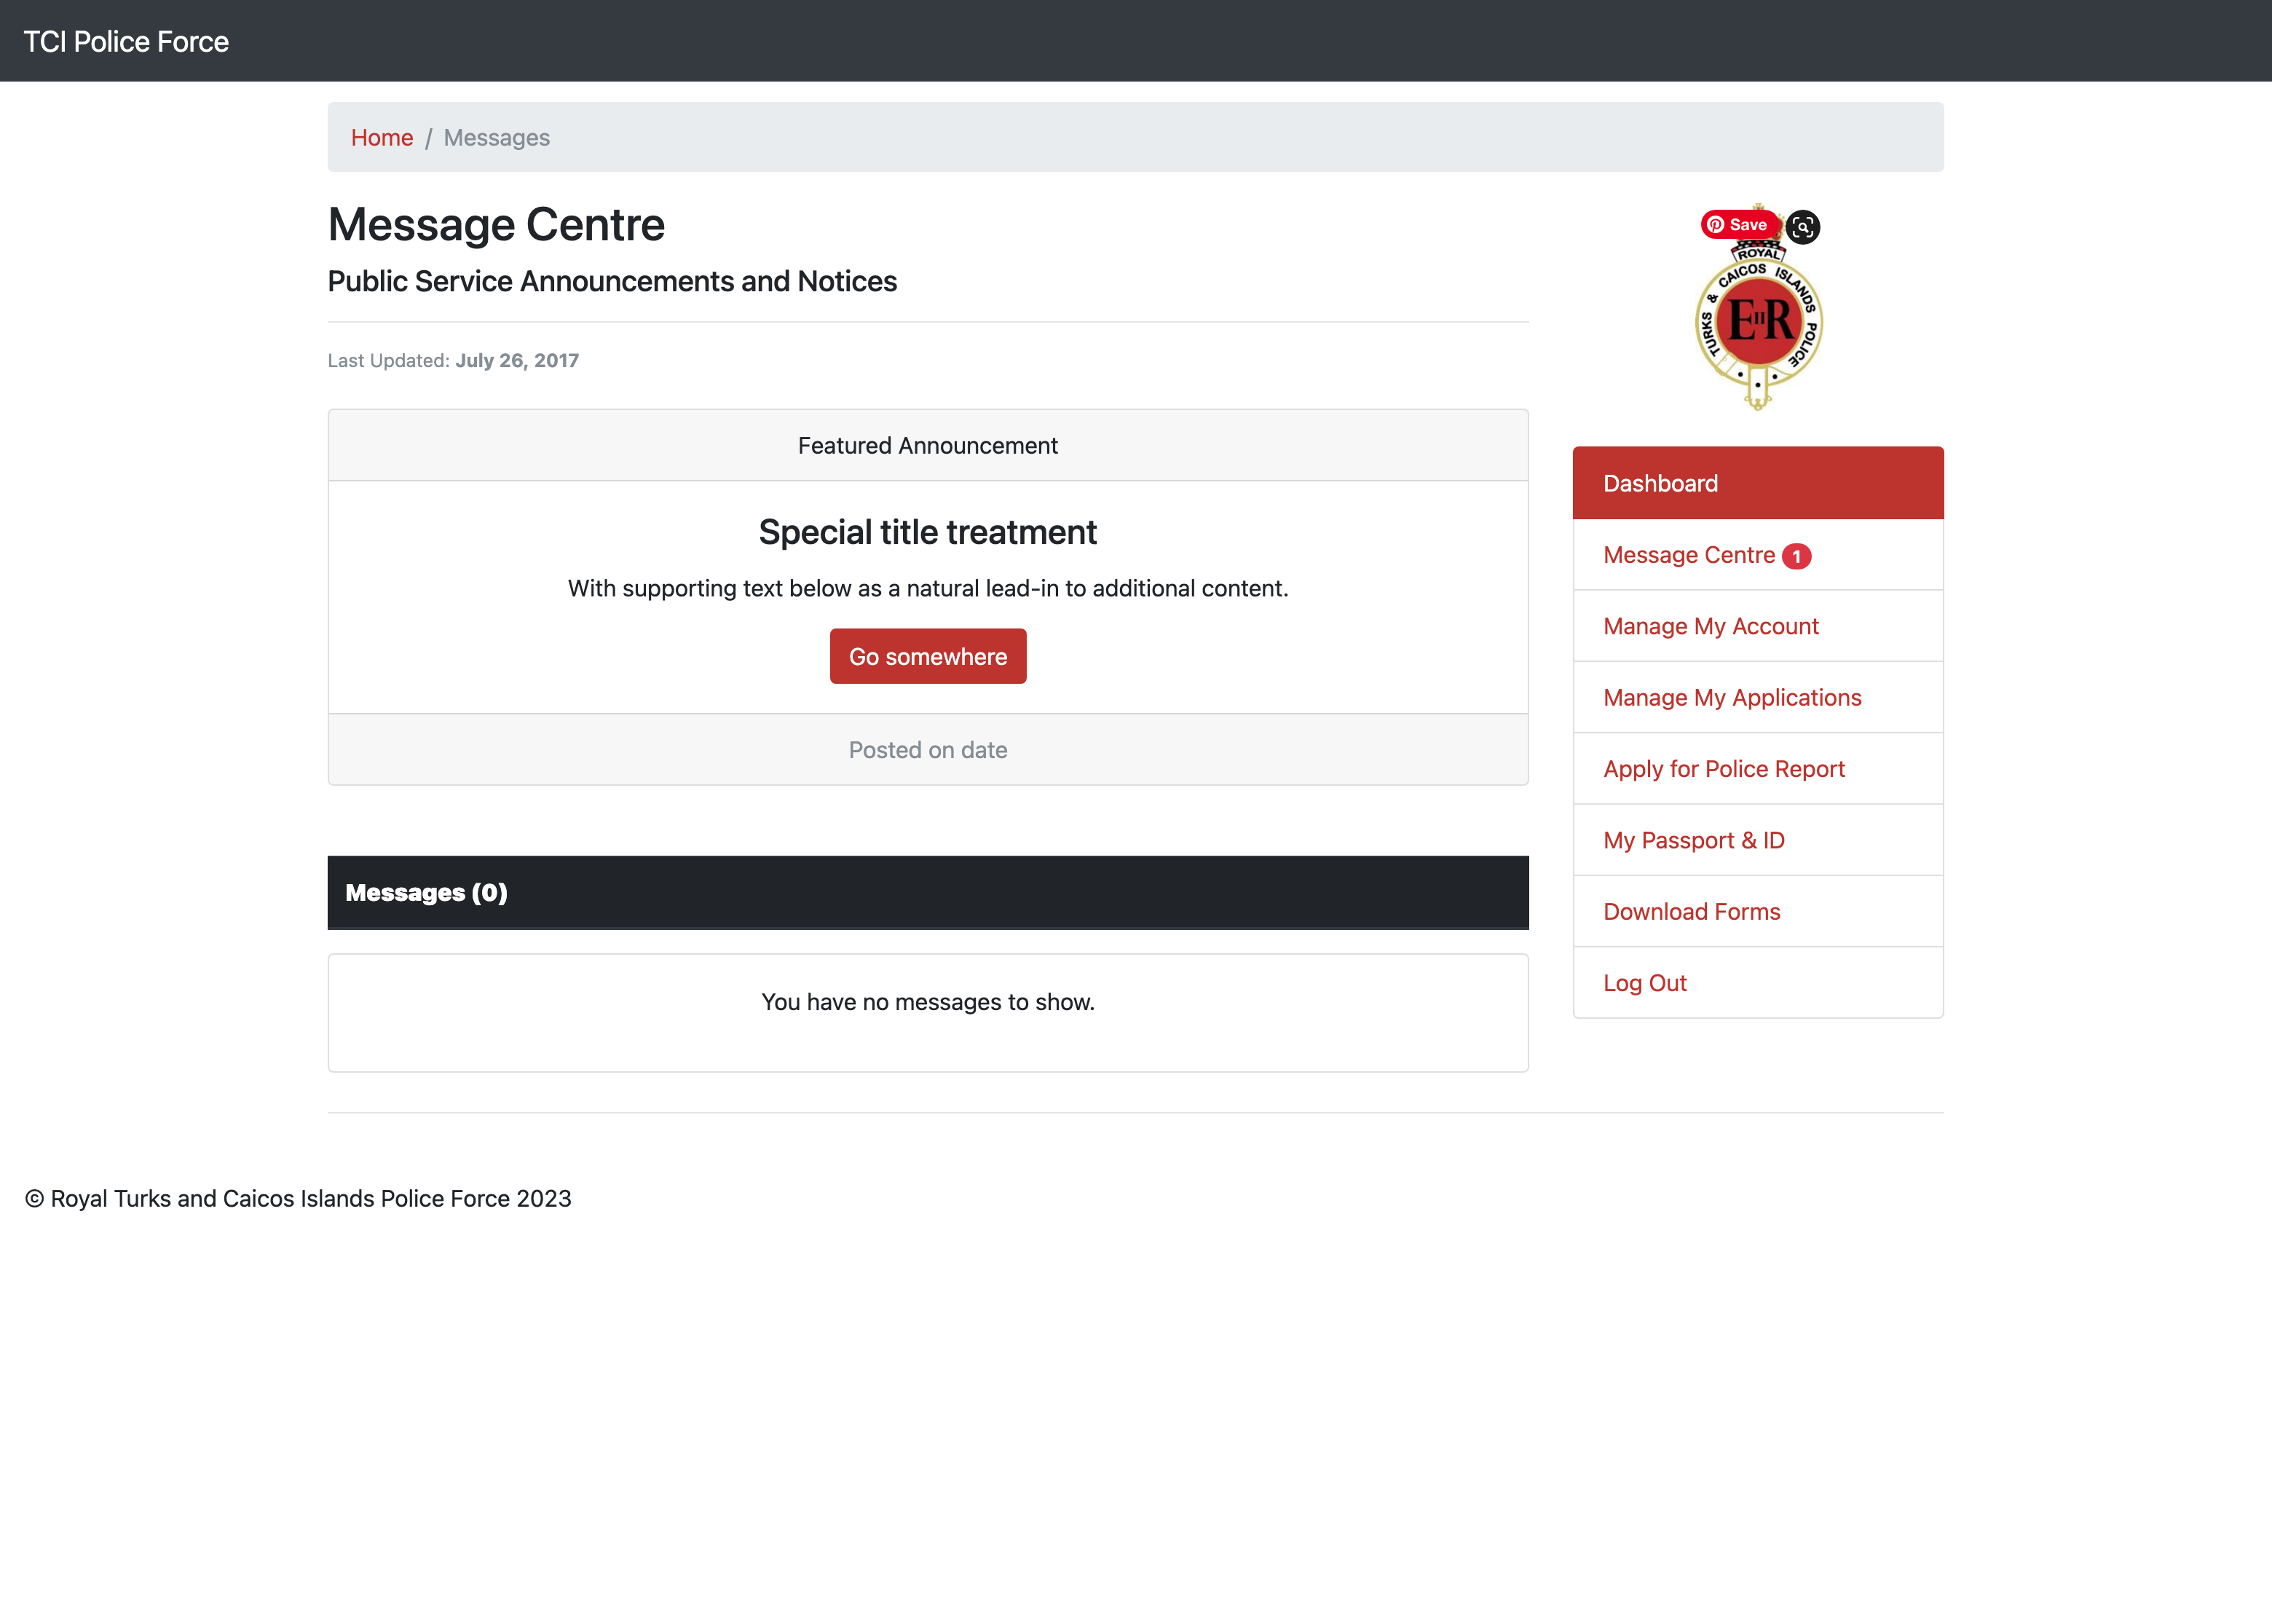 TCI Police Force
Home / Messages
Message Centre
Public Service Announcements and Notices
Last Updated: July 26, 2017
Featured Announcement
Special title treatment
With supporting text below as a natural lead-in to additional content.
Go somewhere
Posted on date
Messages (0)
You have no messages to show.
Save
ROYAL
TURKS & CAICOS ISLANDS POLICE
EIIR
Dashboard
Message Centre 1
Manage My Account
Manage My Applications
Apply for Police Report
My Passport & ID
Download Forms
Log Out
© Royal Turks and Caicos Islands Police Force 2023